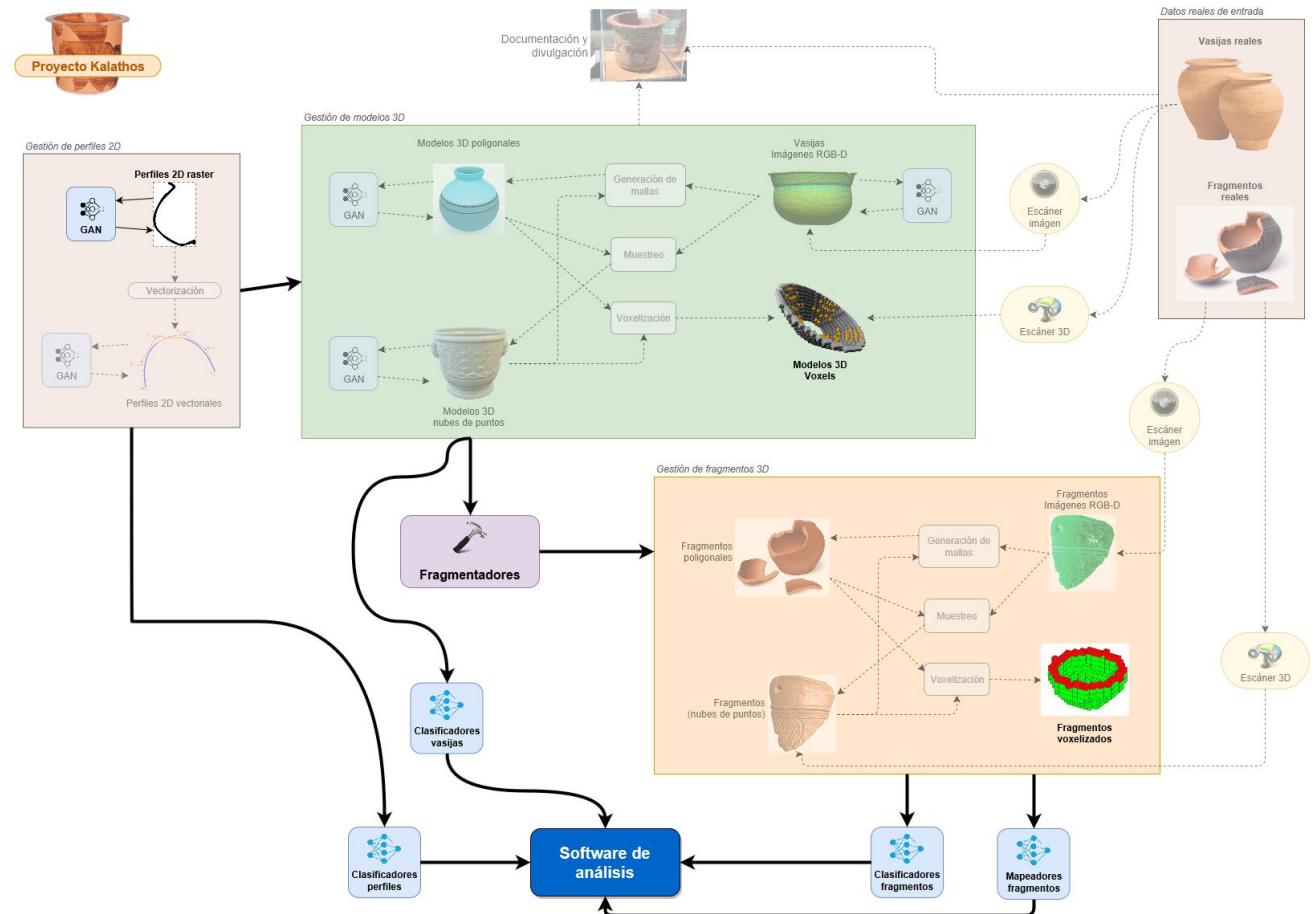 Proyecto Kalathos
Documentación y
divulgación
Datos reales de entrada
Vasijas reales
Fragmentos
reales
Gestión de perfiles 2D
Perfiles 2D raster
GAN
Vectorización
GAN
Perfiles 2D vectoriales
Gestión de modelos 3D
Modelos 3D poligonales
GAN
Generación de
mallas
Vasijas
Imágenes RGB-D
GAN
Muestreo
Voxelización
GAN
Modelos 3D
nubes de puntos
Modelos 3D
Voxels
Escáner
imágen
Escáner 3D
Escáner
imágen
Escáner 3D
Fragmentadores
Gestión de fragmentos 3D
Fragmentos
poligonales
Generación de
mallas
Fragmentos
Imágenes RGB-D
Muestreo
Voxelización
Fragmentos
(nubes de puntos)
Fragmentos
voxelizados
Clasificadores
vasijas
Clasificadores
perfiles
Software de
análisis
Clasificadores
fragmentos
Mapeadores
fragmentos